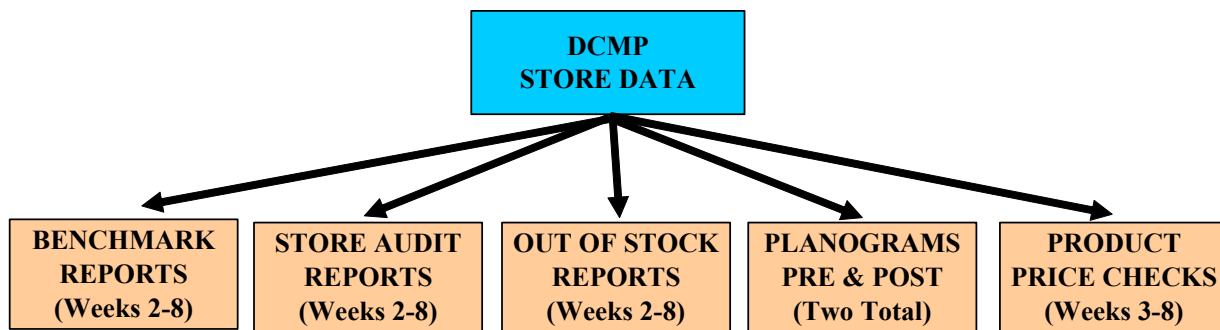 DCMP
STORE DATA
BENCHMARK
REPORTS
(Weeks 2-8)
STORE AUDIT
REPORTS
(Weeks 2-8)
OUT OF STOCK
REPORTS
(Weeks 2-8)
PLANOGRAMS
PRE & POST
(Two Total)
PRODUCT
PRICE CHECKS
(Weeks 3-8)